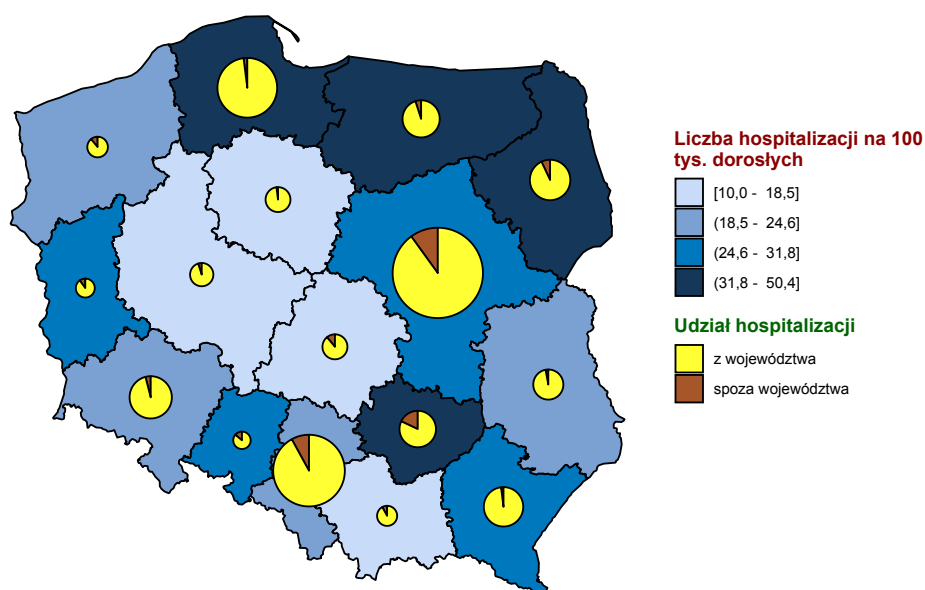 Liczba hospitalizacji na 100
tys. dorosłych
[10,0 - 18,5]
(18,5 - 24,6]
(24,6 - 31,8]
(31,8 - 50,4]
Udział hospitalizacji
z województwa
spoza województwa